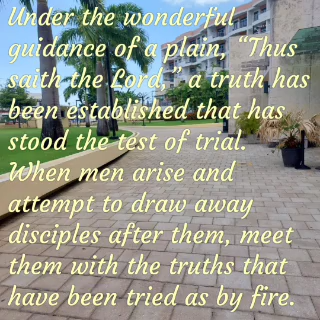 Under the wonderful
guidance of a plain, “Thus
saith the Lord,” a truth has
been established that has
stood the test of trial.
When men arise and
attempt to draw away
disciples after them, meet
them with the truths that
have been tried as by fire.